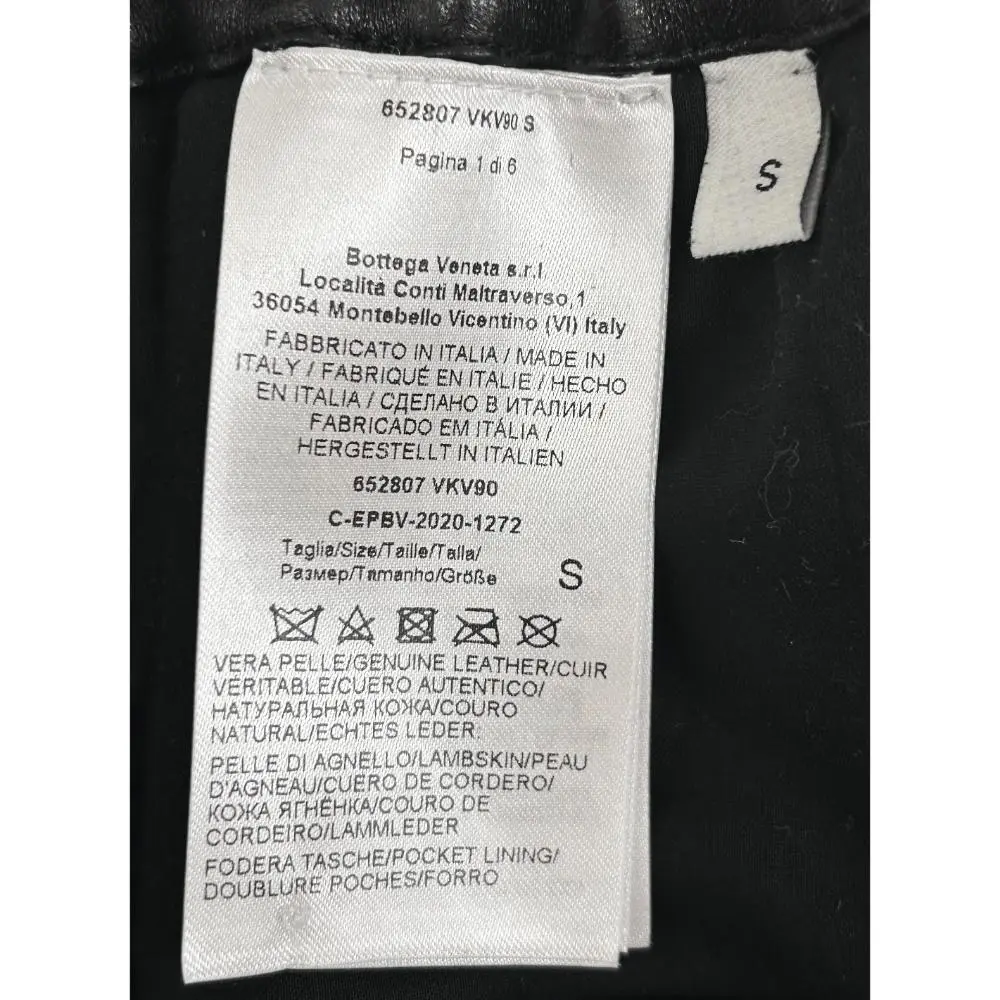 652807 VKV90 S
Pagina 1 di 6
S
Bottega Veneta s.r.l
Località Conti Maltraverso,1
36054 Montebello Vicentino (VI) Italy
FABBRICATO IN ITALIA / MADE IN
ITALY / FABRIQUÉ EN ITALIE / HECHO
EN ITALIA / СДЕЛАНО В ИТАЛИИ /
FABRICADO EM ITÁLIA /
HERGESTELLT IN ITALIEN
652807 VKV90
C-EPBV-2020-1272
Taglia/Size/Taille/Talla/
Размер/Tamanho/Größe S
VERA PELLE/GENUINE LEATHER/CUIR
VERITABLE/CUERO AUTENTICO/
НАТУРАЛЬНАЯ КОЖА/COURO
NATURAL/ECHTES LEDER:
PELLE DI AGNELLO/LAMBSKIN/PEAU
D'AGNEAU/CUERO DE CORDERO/
КОЖА ЯГНЁНКА/COURO DE
CORDEIRO/LAMMLEDER
FODERA TASCHE/POCKET LINING/
DOUBLURE POCHES/FORRO